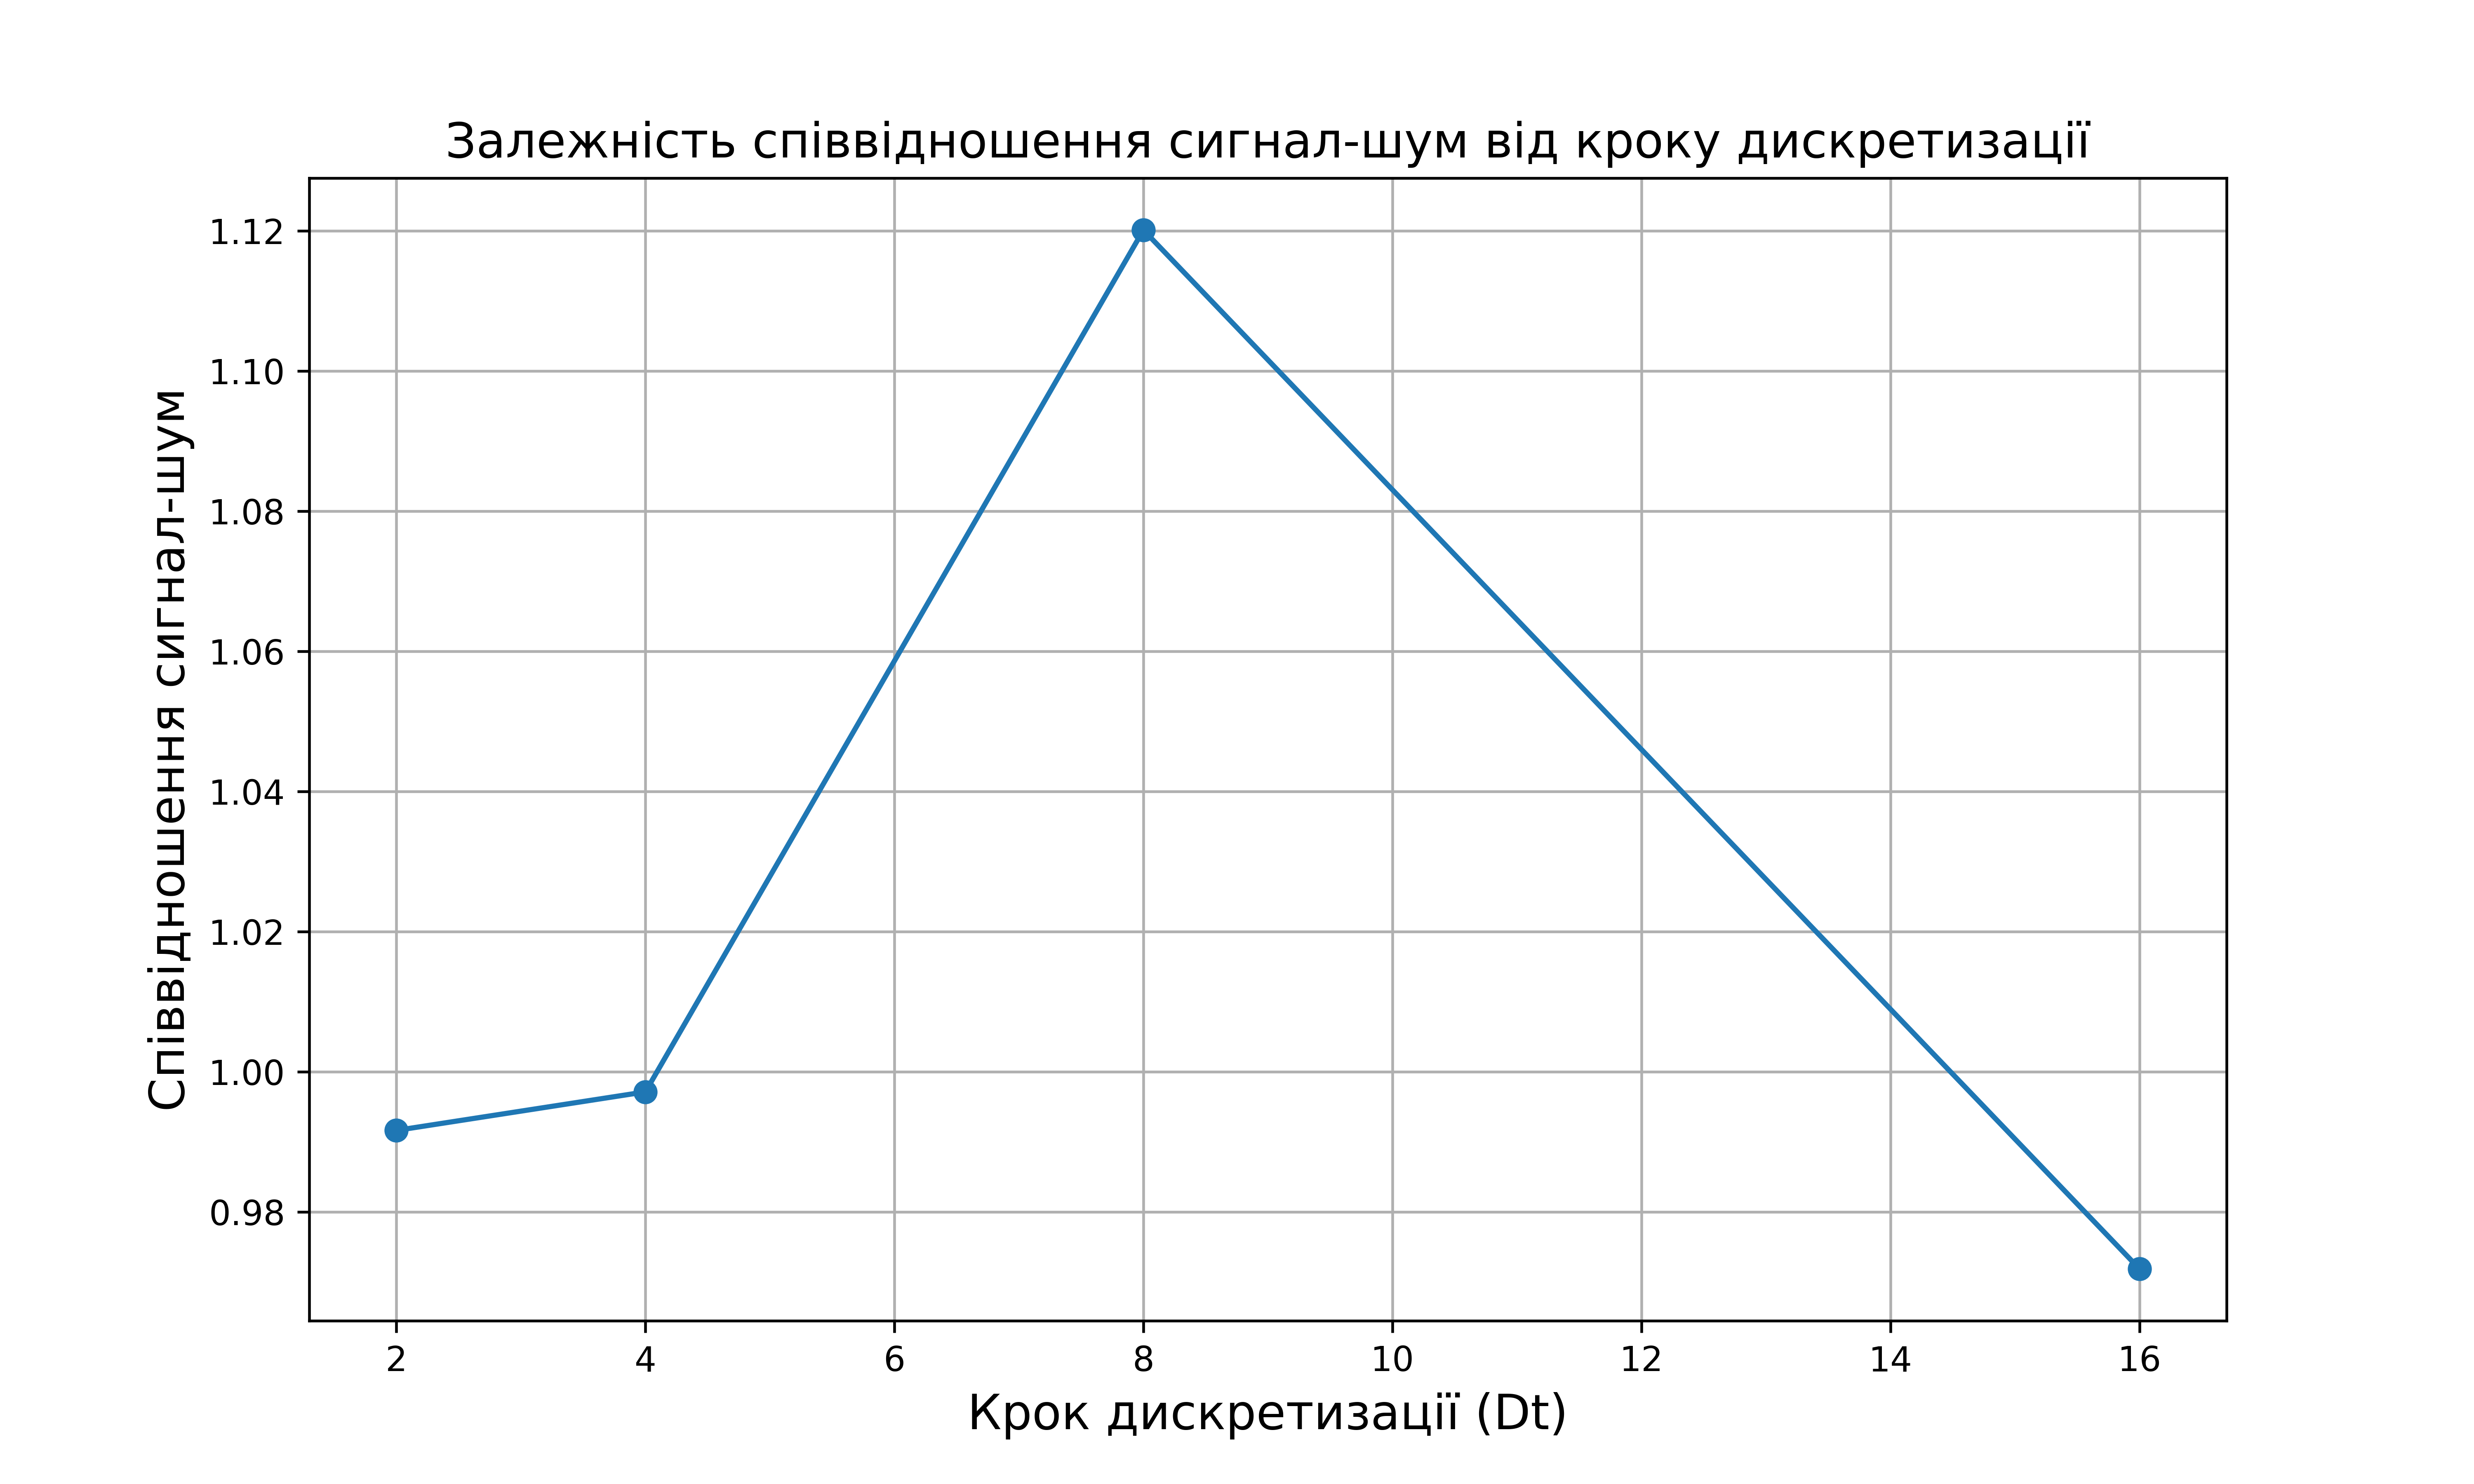 Залежність співвідношення сигнал-шум від кроку дискретизації
Співвідношення сигнал-шум
1.12
1.10
1.08
1.06
1.04
1.02
1.00
0.98
2 4 6 8 10 12 14 16
Крок дискретизації (Dt)